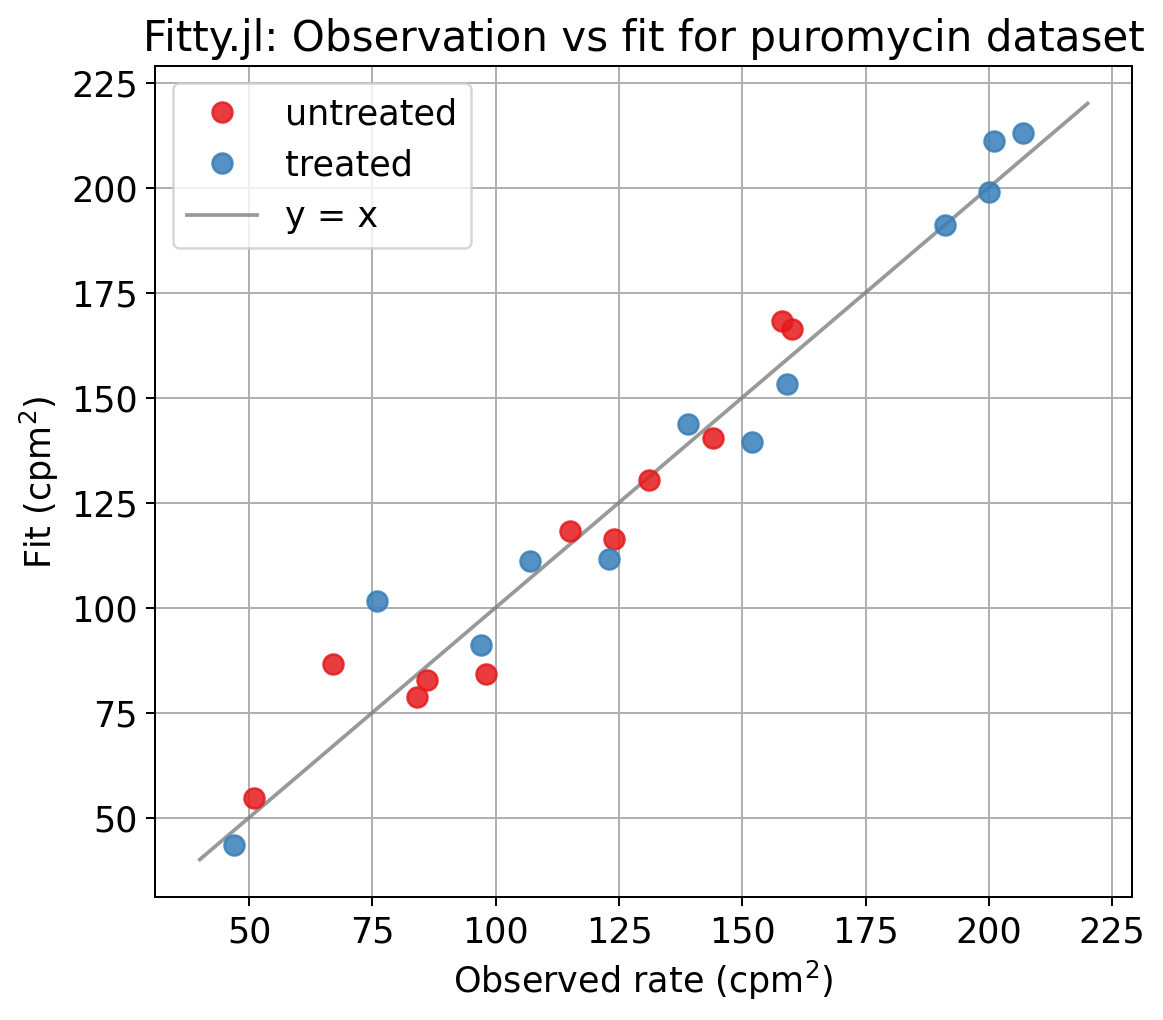 Fitty.jl: Observation vs fit for puromycin dataset
untreated
treated
y = x
225
200
175
150
125
100
75
50
Fit (cpm²)
50 75 100 125 150 175 200 225
Observed rate (cpm²)